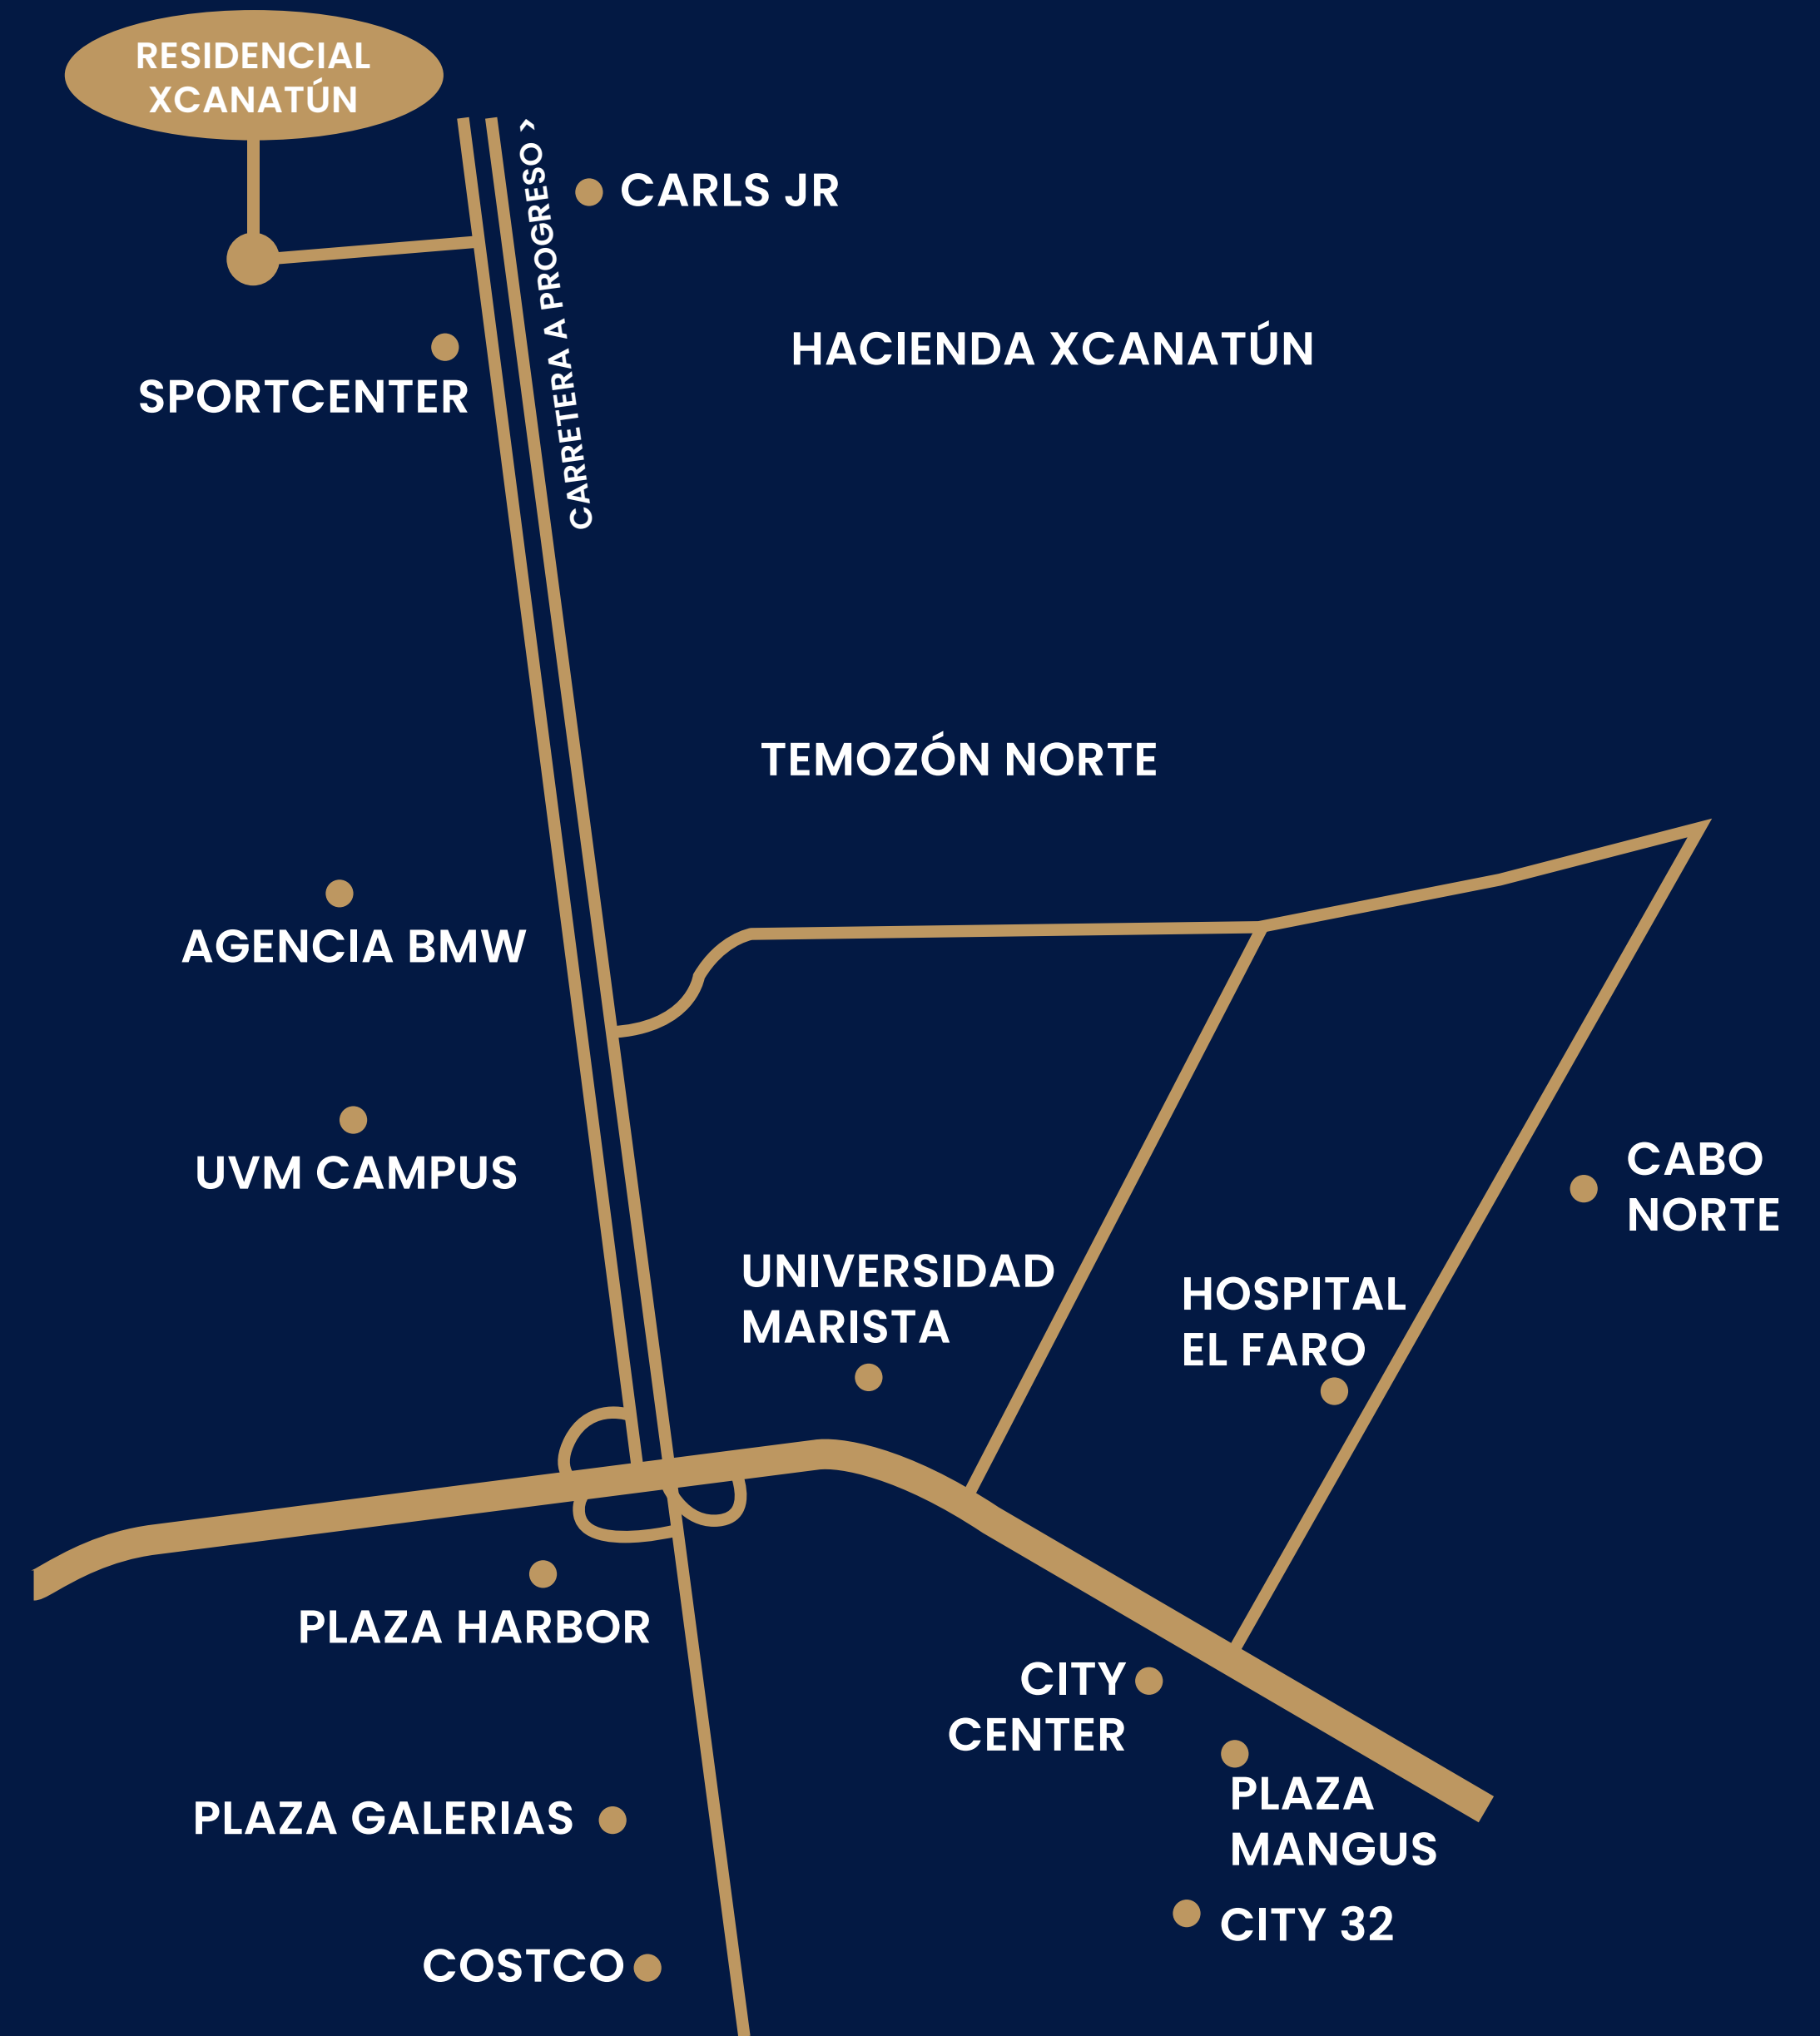 RESIDENCIAL
XCANATÚN
CARRETERA A PROGRESO >
CARLS JR
HACIENDA XCANATÚN
SPORTCENTER
TEMOZÓN NORTE
AGENCIA BMW
UVM CAMPUS
CABO
NORTE
UNIVERSIDAD
MARISTA
HOSPITAL
EL FARO
PLAZA HARBOR
CITY
CENTER
PLAZA
MANGUS
PLAZA GALERIAS
CITY 32
COSTCO